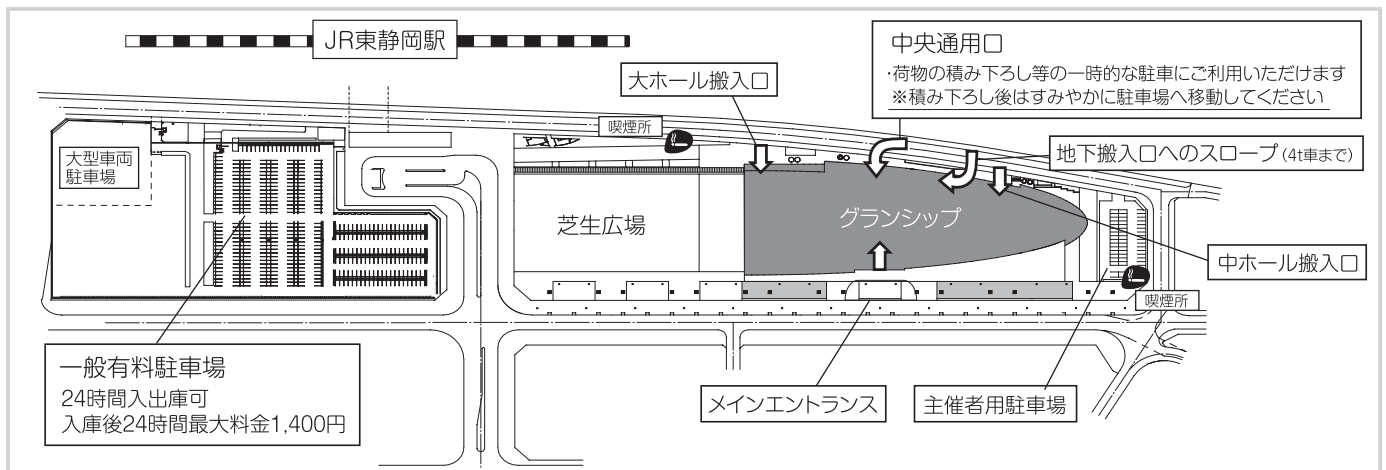 JR東静岡駅
中央通用口
・荷物の積み下ろし等の一時的な駐車にご利用いただけます
※積み下ろし後はすみやかに駐車場へ移動してください
大ホール搬入口
喫煙所
地下搬入口へのスロープ(4t車まで)
大型車両
駐車場
芝生広場
グランシップ
中ホール搬入口
喫煙所
一般有料駐車場
24時間入出庫可
入庫後24時間最大料金1,400円
メインエントランス
主催者用駐車場